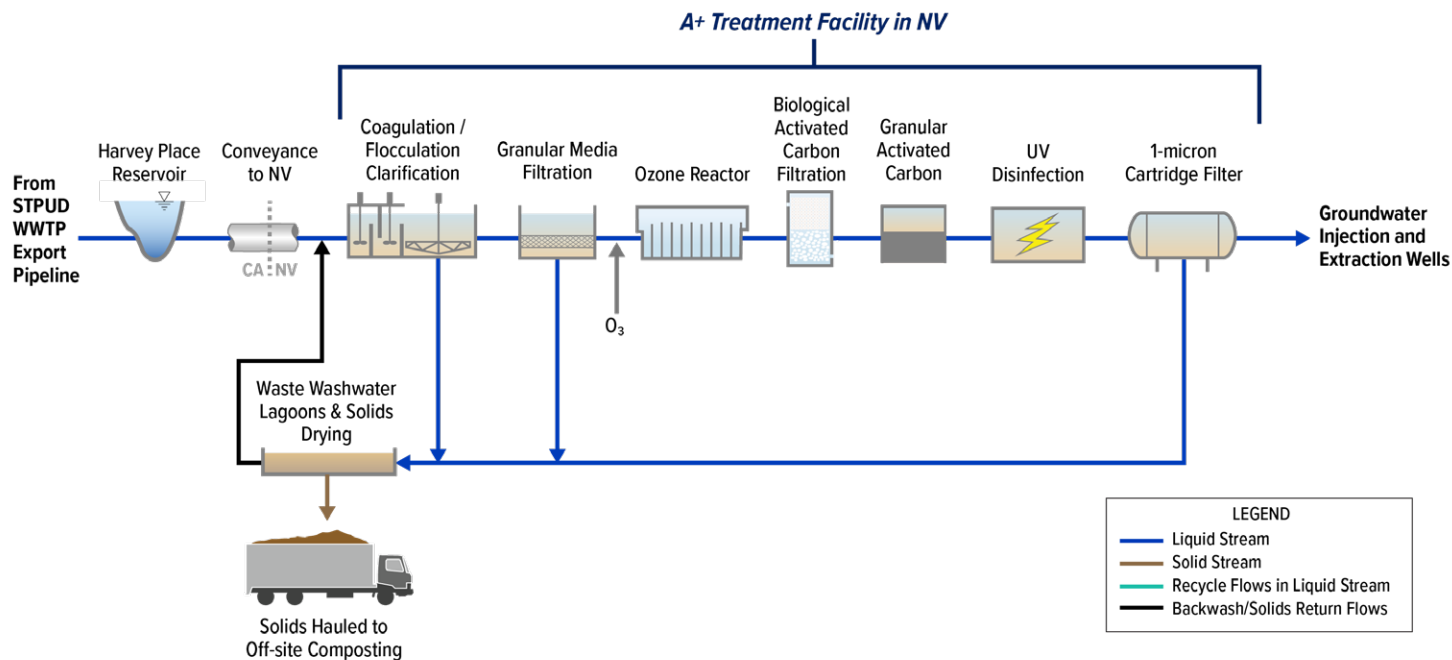 A+ Treatment Facility in NV
Harvey Place
Reservoir
Conveyance
to NV
Coagulation /
Flocculation
Clarification
Granular Media
Filtration
Ozone Reactor
Biological
Activated
Carbon
Filtration
Granular
Activated
Carbon
UV
Disinfection
1-micron
Cartridge Filter
From
STPUD
WWTP
Export
Pipeline
CA NV
O₃
Groundwater
Injection and
Extraction Wells
Waste Washwater
Lagoons & Solids
Drying
Solids Hauled to
Off-site Composting
LEGEND
Liquid Stream
Solid Stream
Recycle Flows in Liquid Stream
Backwash/Solids Return Flows